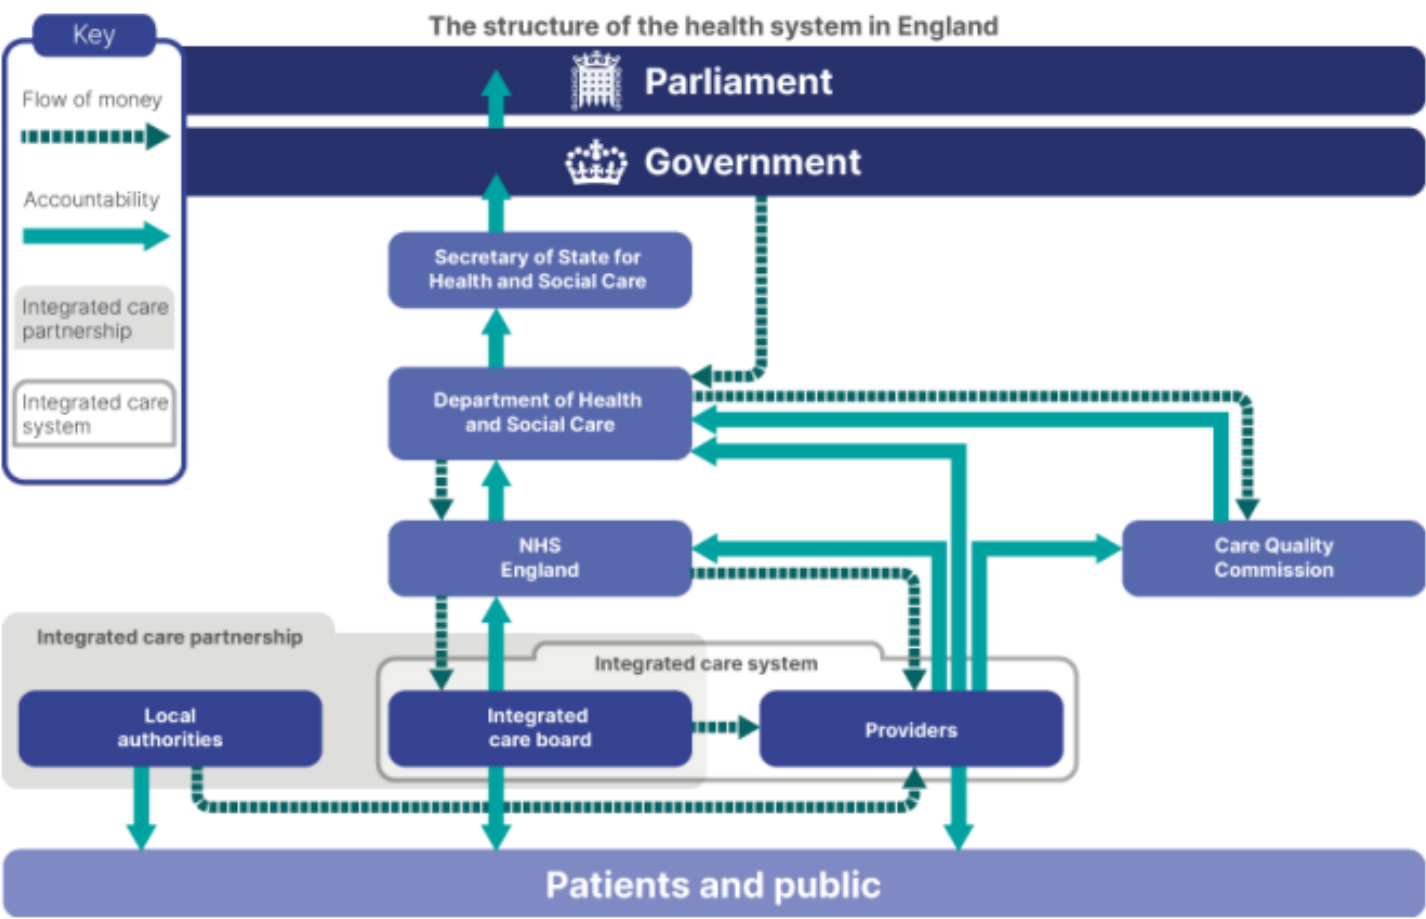 The structure of the health system in England
Key
Flow of money
Accountability
Integrated care
partnership
Integrated care
system
Parliament
Government
Secretary of State for
Health and Social Care
Department of Health
and Social Care
NHS
England
Care Quality
Commission
Integrated care partnership
Integrated care system
Local
authorities
Integrated
care board
Providers
Patients and public